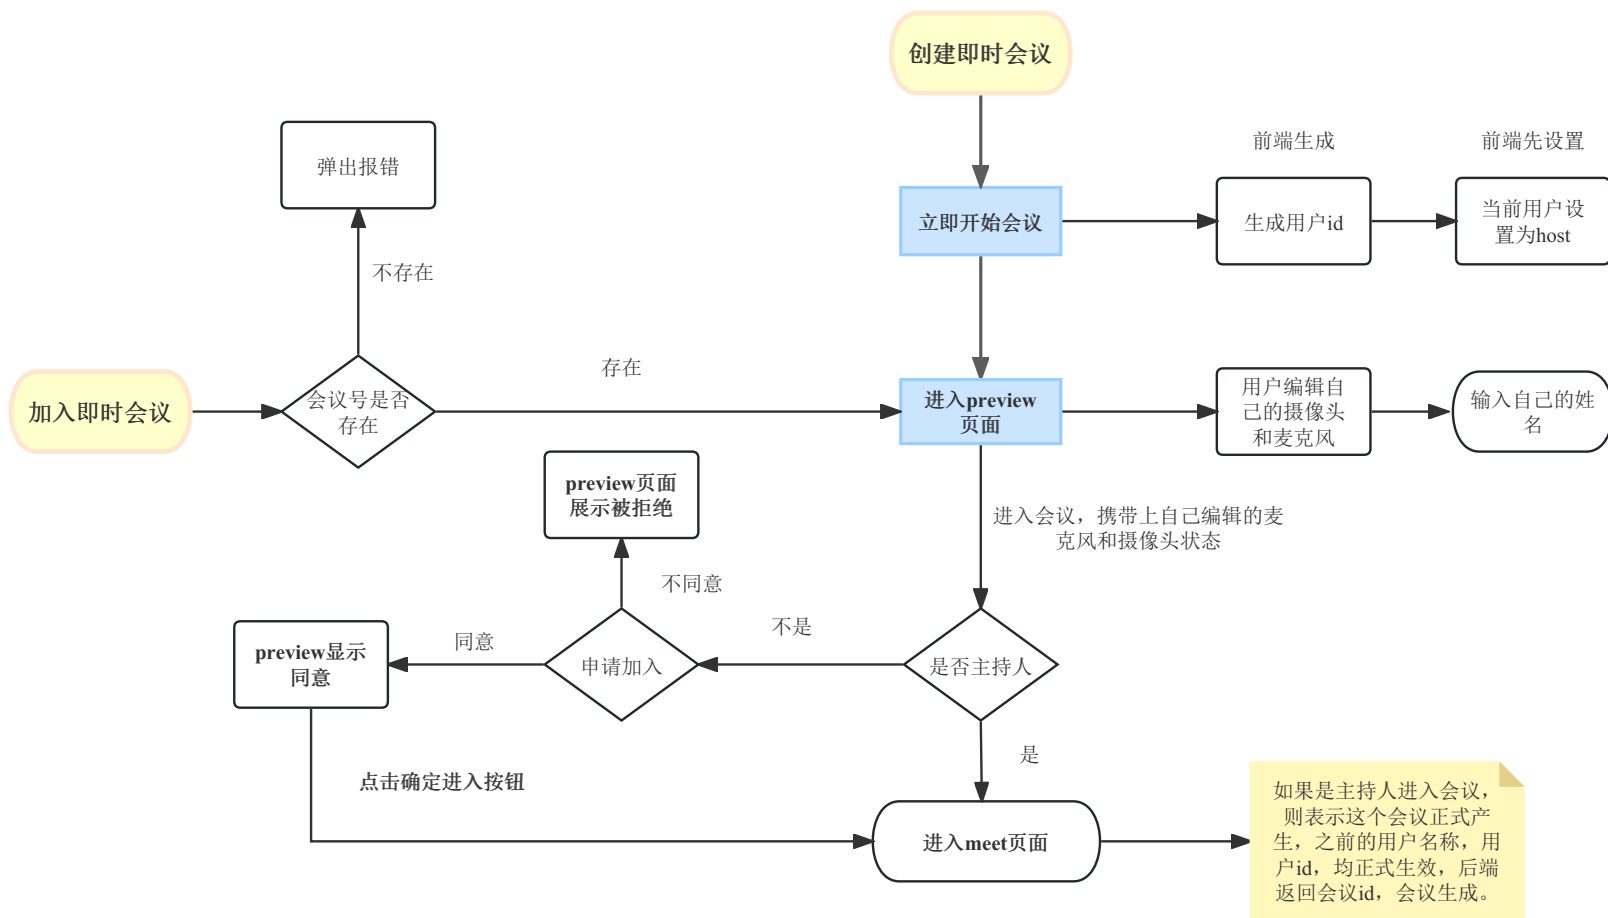 创建即时会议
前端生成
前端先设置
弹出报错
立即开始会议
生成用户id
当前用户设
置为host
不存在
存在
加入即时会议
会议号是否
存在
进入preview
页面
用户编辑自
己的摄像头
和麦克风
输入自己的姓
名
preview页面
展示被拒绝
进入会议，携带上自己编辑的麦
克风和摄像头状态
不同意
同意
不是
preview显示
同意
申请加入
是否主持人
是
点击确定进入按钮
进入meet页面
如果是主持人进入会议，
则表示这个会议正式产
生，之前的用户名称，用
户id，均正式生效，后端
返回会议id，会议生成。